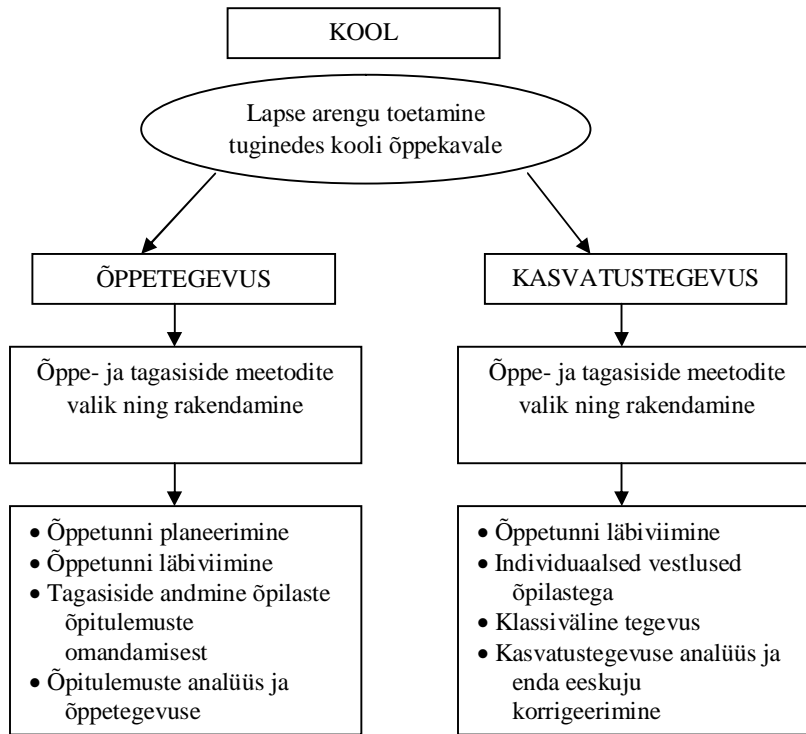 KOOL
Lapse arengu toetamine
tuginedes kooli õppekavale
ÕPPETEGEVUS
Õppe- ja tagasiside meetodite
valik ning rakendamine
• Õppetunni planeerimine
• Õppetunni läbiviimine
• Tagasiside andmine õpilaste
õpitulemuste
omandamisest
• Õpitulemuste analüüs ja
õppetegevuse
KASVATUSTEGEVUS
Õppe- ja tagasiside meetodite
valik ning rakendamine
• Õppetunni läbiviimine
• Individuaalsed vestlused
õpilastega
• Klassiväline tegevus
• Kasvatustegevuse analüüs ja
enda eeskuju
korrigeerimine